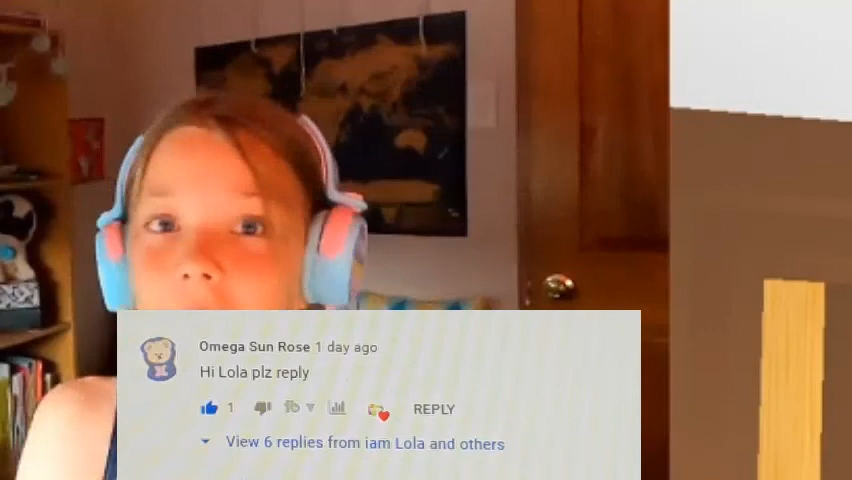 Omega Sun Rose 1 day ago
Hi Lola plz reply
1
REPLY
View 6 replies from iam Lola and others